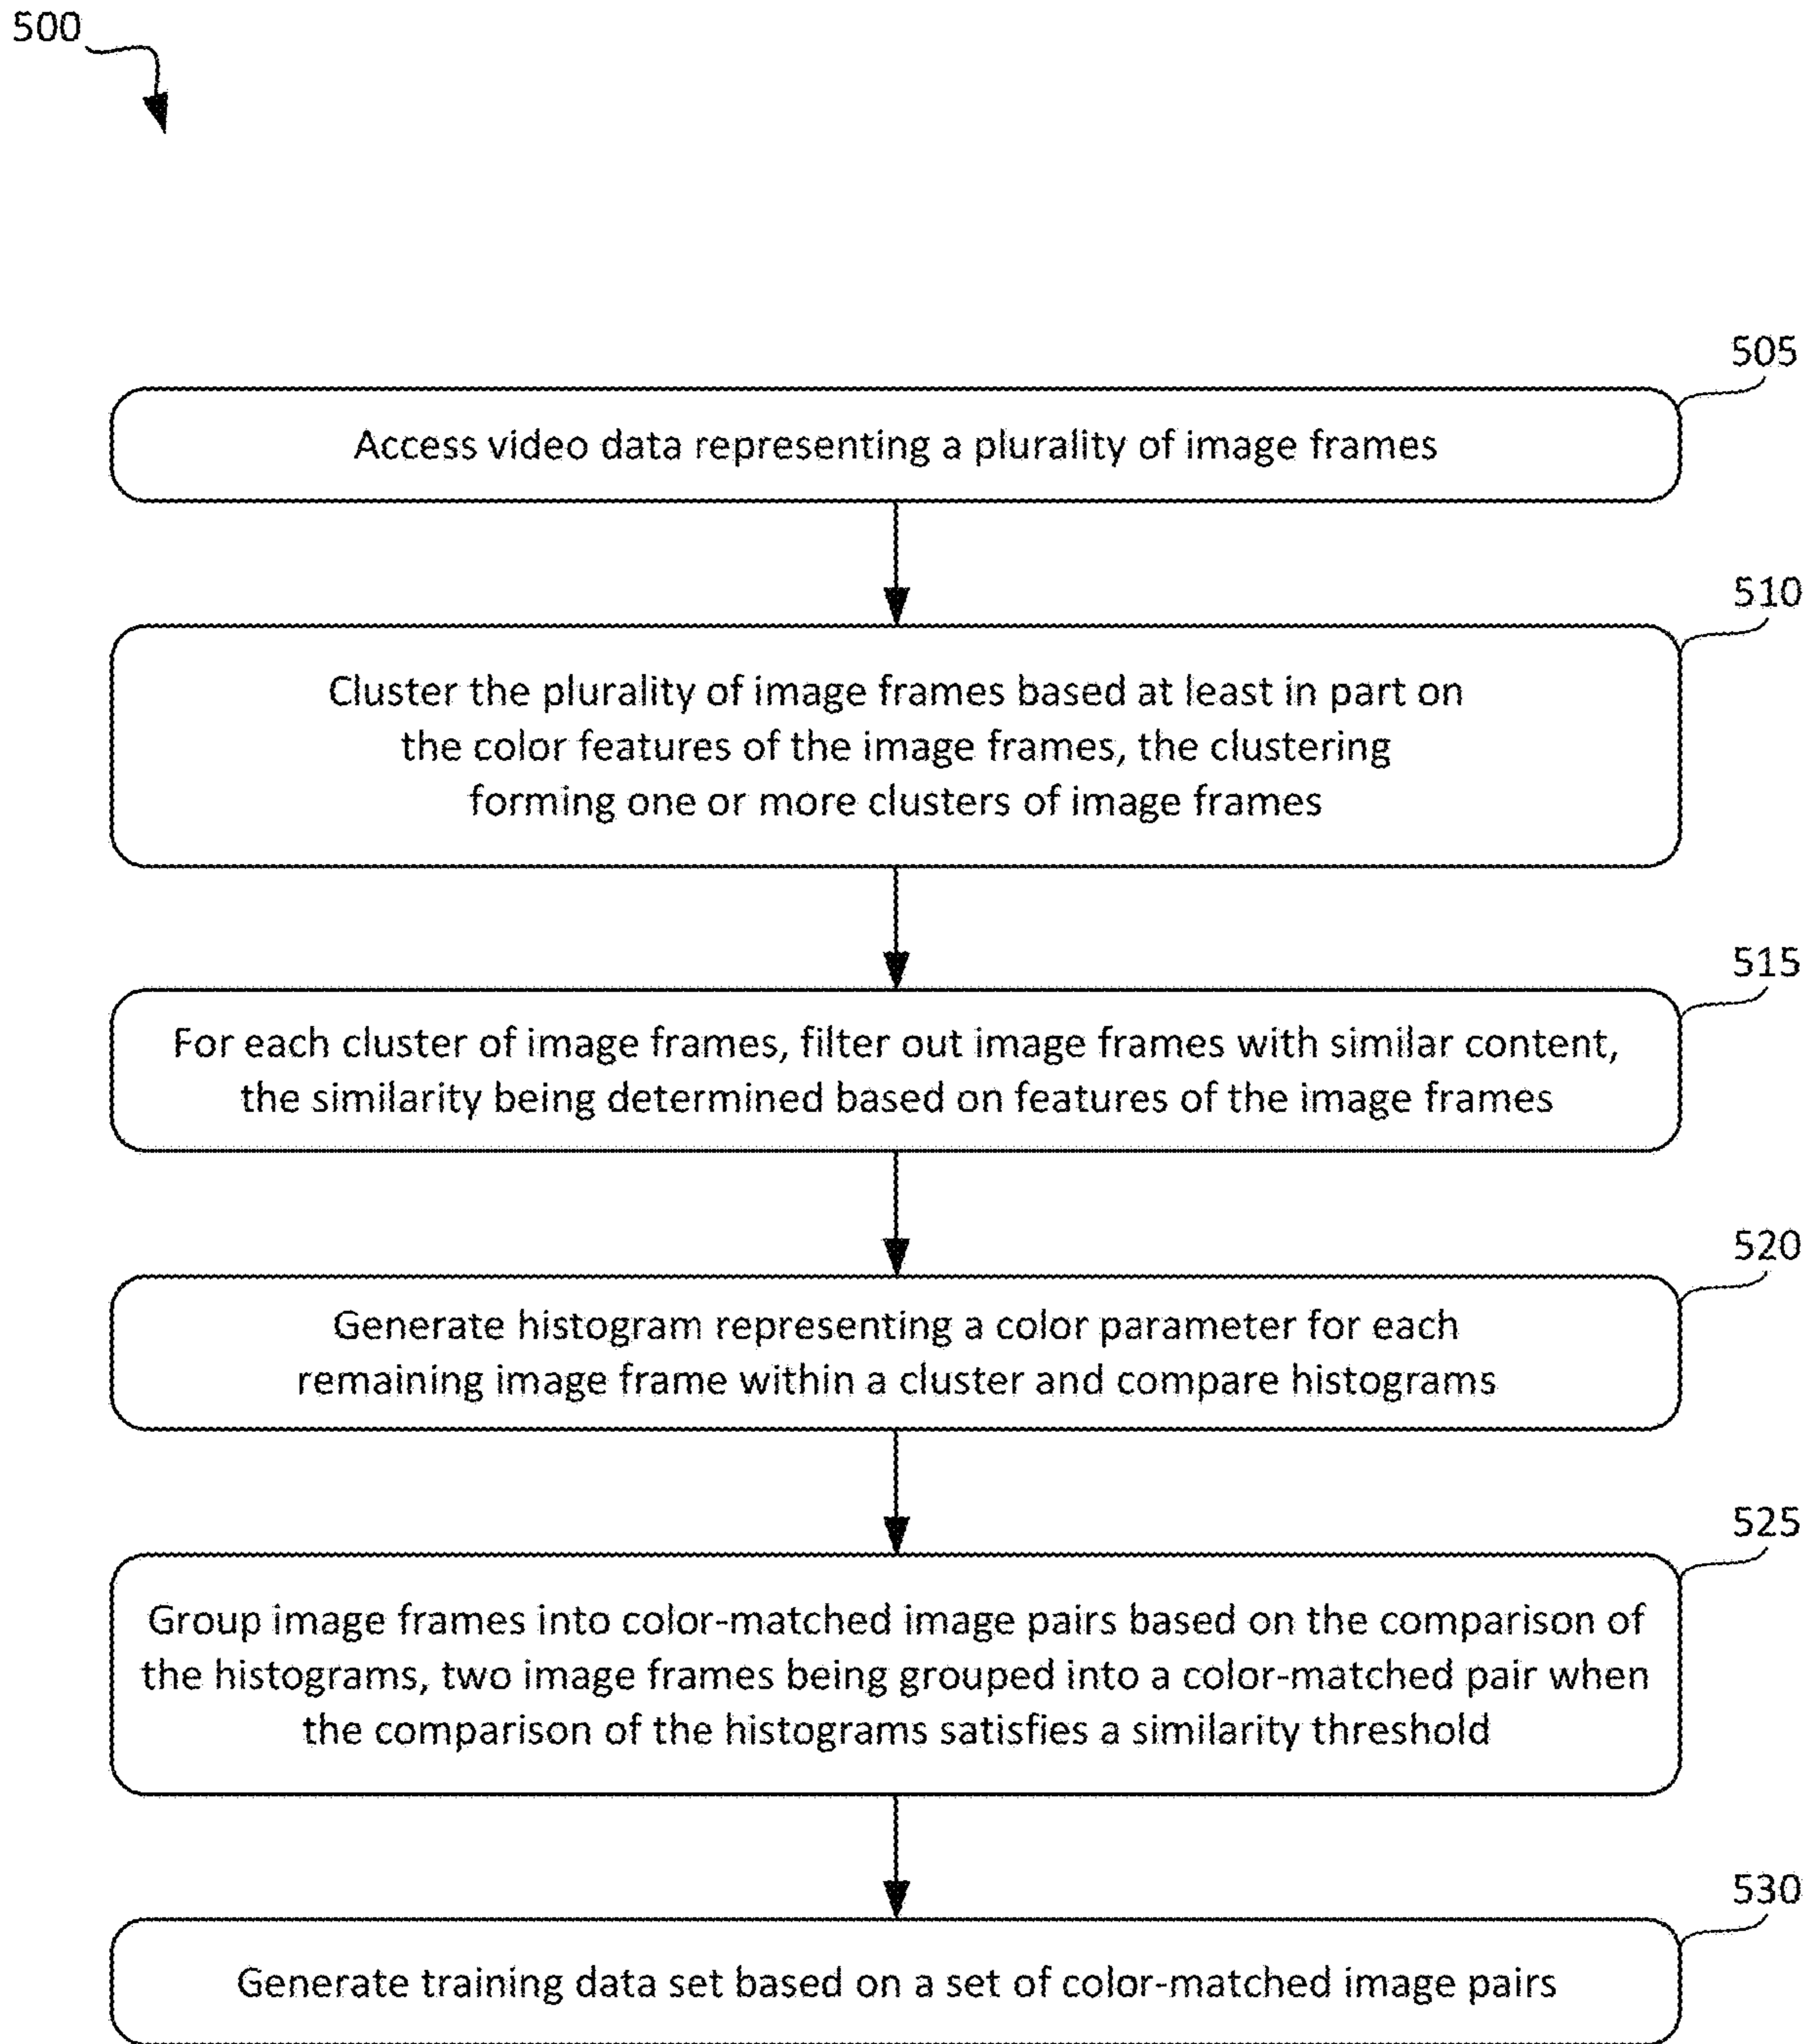 500
505
Access video data representing a plurality of image frames
510
Cluster the plurality of image frames based at least in part on
the color features of the image frames, the clustering
forming one or more clusters of image frames
515
For each cluster of image frames, filter out image frames with similar content,
the similarity being determined based on features of the image frames
520
Generate histogram representing a color parameter for each
remaining image frame within a cluster and compare histograms
525
Group image frames into color-matched image pairs based on the comparison of
the histograms, two image frames being grouped into a color-matched pair when
the comparison of the histograms satisfies a similarity threshold
530
Generate training data set based on a set of color-matched image pairs